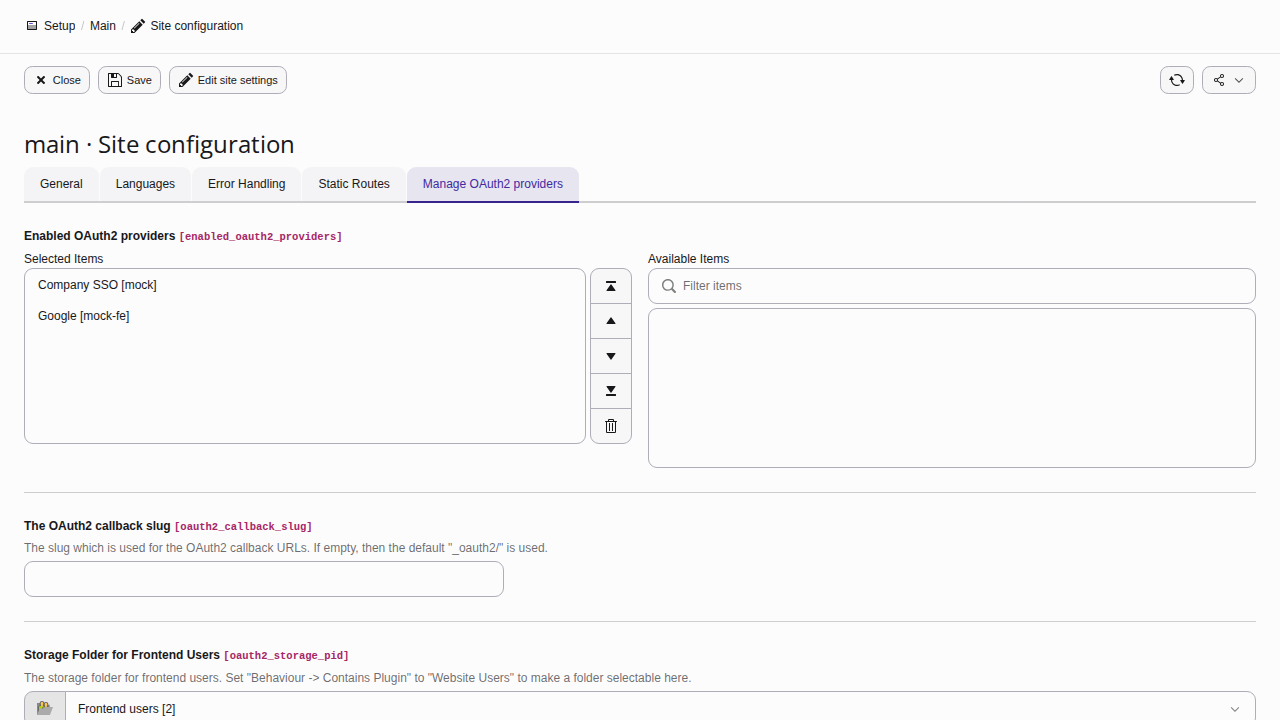 Setup / Main / Site configuration
Close Save Edit site settings
main · Site configuration
General Languages Error Handling Static Routes Manage OAuth2 providers
Enabled OAuth2 providers [enabled_oauth2_providers]
Selected Items Available Items
Company SSO [mock]
Google [mock-fe]
Filter items
The OAuth2 callback slug [oauth2_callback_slug]
The slug which is used for the OAuth2 callback URLs. If empty, then the default "_oauth2/" is used.
Storage Folder for Frontend Users [oauth2_storage_pid]
The storage folder for frontend users. Set "Behaviour -> Contains Plugin" to "Website Users" to make a folder selectable here.
Frontend users [2]